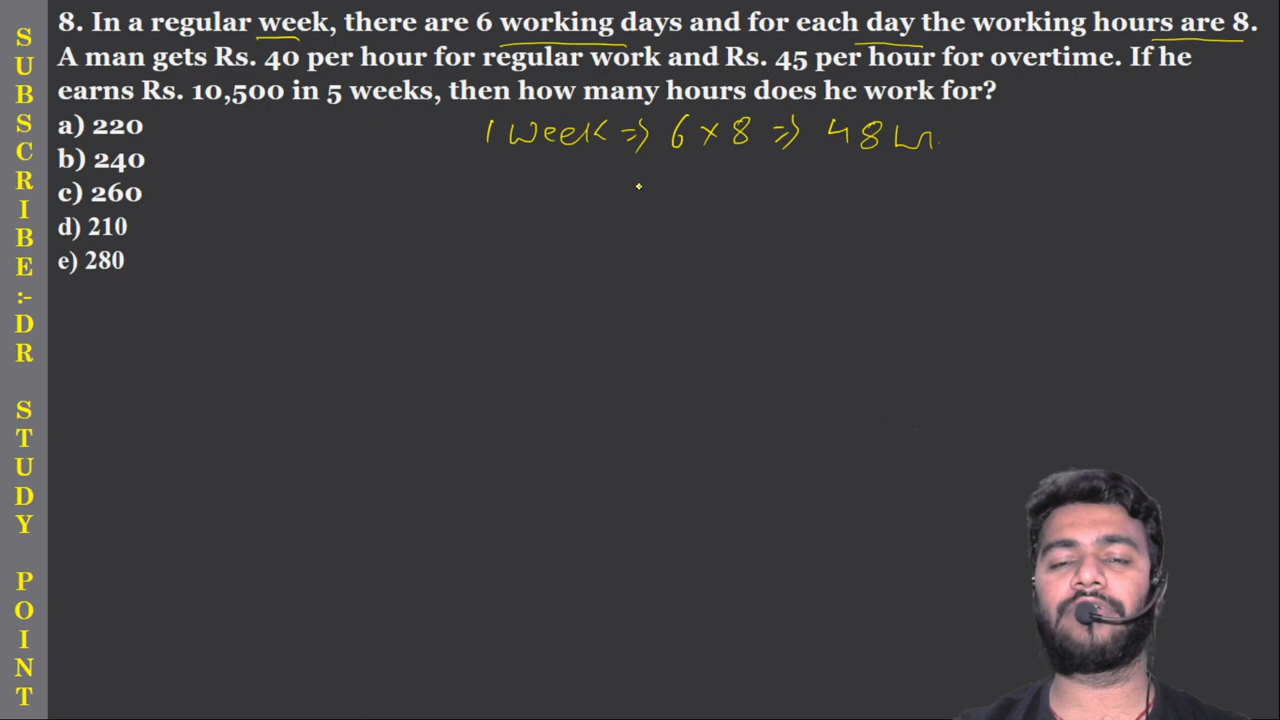 SUBSCRIBE:-DR STUDY POINT
8. In a regular week, there are 6 working days and for each day the working hours are 8.
A man gets Rs. 40 per hour for regular work and Rs. 45 per hour for overtime. If he
earns Rs. 10,500 in 5 weeks, then how many hours does he work for?
a) 220
1 Week => 6 × 8 => 48 hr.
b) 240
c) 260
d) 210
e) 280